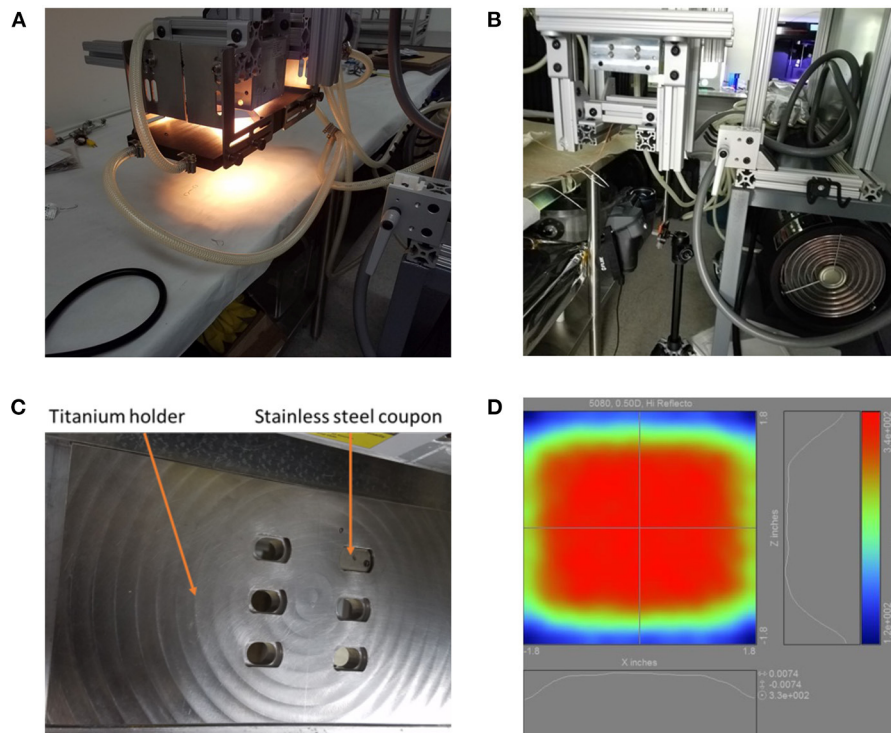 A
B
C
Titanium holder
Stainless steel coupon
D
5080, 0.50D, Hi Reflecto
1.8
Z inches
-1.8
-1.8
X inches
1.8
3.4e+002
1.2e+002
0.0074
-0.0074
3.3e+002